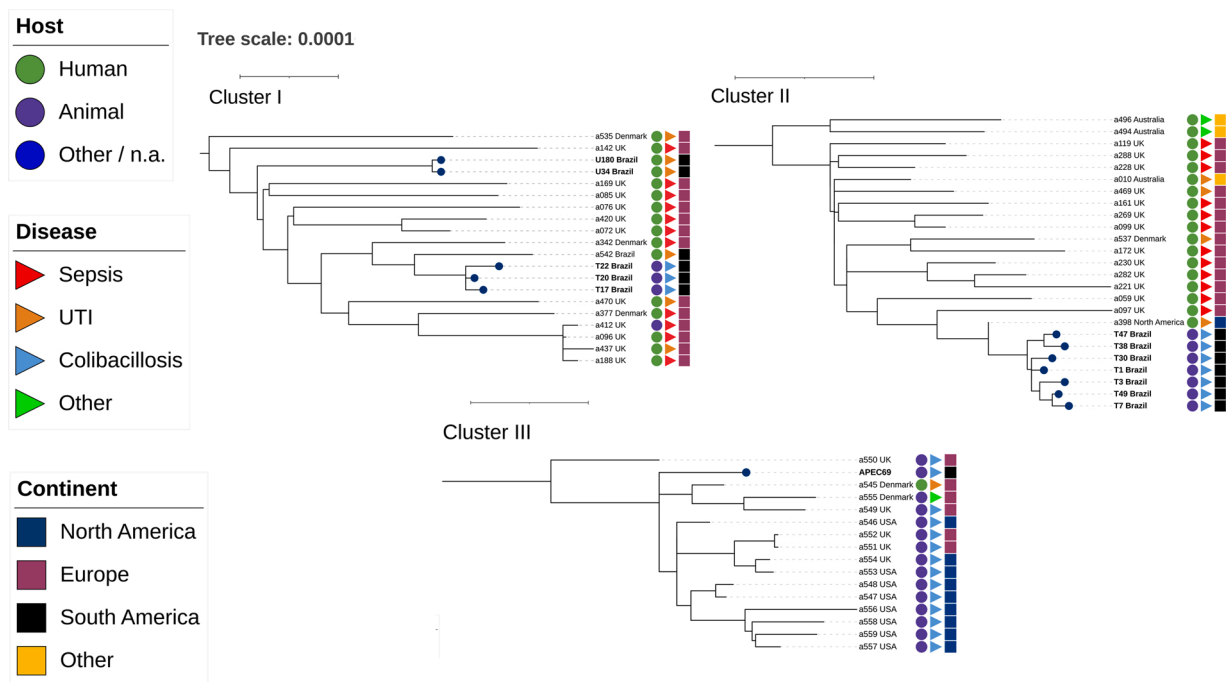 Host
Human
Animal
Other / n.a.
Disease
Sepsis
UTI
Colibacillosis
Other
Continent
North America
Europe
South America
Other
Tree scale: 0.0001
Cluster I
a535 Denmark
a142 UK
U180 Brazil
U34 Brazil
a169 UK
a085 UK
a076 UK
a420 UK
a072 UK
a342 Denmark
a542 Brazil
T22 Brazil
T20 Brazil
T17 Brazil
a470 UK
a377 Denmark
a412 UK
a096 UK
a437 UK
a188 UK
Cluster II
a496 Australia
a494 Australia
a119 UK
a288 UK
a228 UK
a010 Australia
a469 UK
a161 UK
a269 UK
a099 UK
a537 Denmark
a172 UK
a230 UK
a282 UK
a221 UK
a059 UK
a097 UK
a398 North America
T47 Brazil
T38 Brazil
T30 Brazil
T1 Brazil
T3 Brazil
T49 Brazil
T7 Brazil
Cluster III
a550 UK
APEC69
a545 Denmark
a555 Denmark
a549 UK
a546 USA
a552 UK
a551 UK
a554 UK
a553 USA
a548 USA
a547 USA
a556 USA
a558 USA
a559 USA
a557 USA